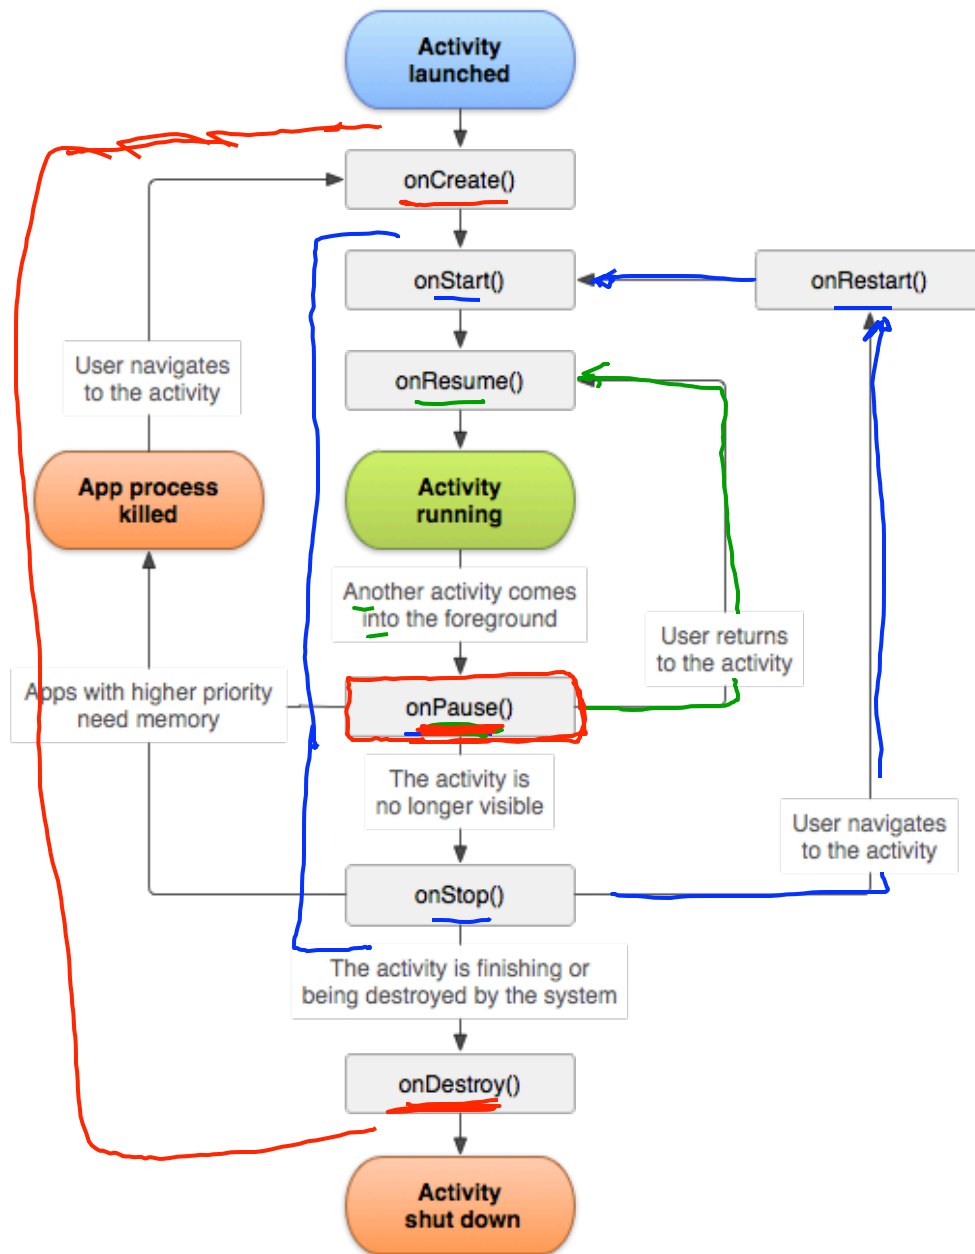 Activity
launched
onCreate()
onStart()
onRestart()
User navigates
to the activity
onResume()
App process
killed
Activity
running
Another activity comes
into the foreground
User returns
to the activity
Apps with higher priority
need memory
onPause()
The activity is
no longer visible
User navigates
to the activity
onStop()
The activity is finishing or
being destroyed by the system
onDestroy()
Activity
shut down